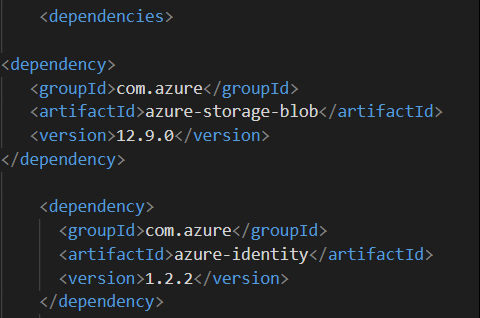 <dependencies>
<dependency>
<groupId>com.azure</groupId>
<artifactId>azure-storage-blob</artifactId>
<version>12.9.0</version>
</dependency>
<dependency>
<groupId>com.azure</groupId>
<artifactId>azure-identity</artifactId>
<version>1.2.2</version>
</dependency>